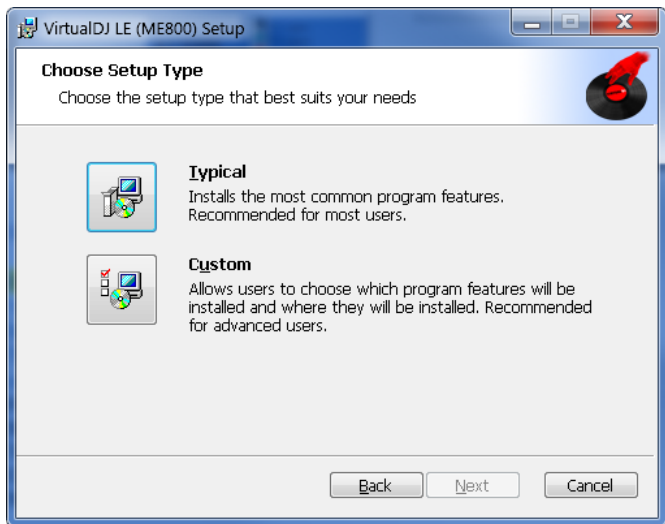 VirtualDJ LE (ME800) Setup
Choose Setup Type
Choose the setup type that best suits your needs
Typical
Installs the most common program features.
Recommended for most users.
Custom
Allows users to choose which program features will be
installed and where they will be installed. Recommended
for advanced users.
Back
Next
Cancel